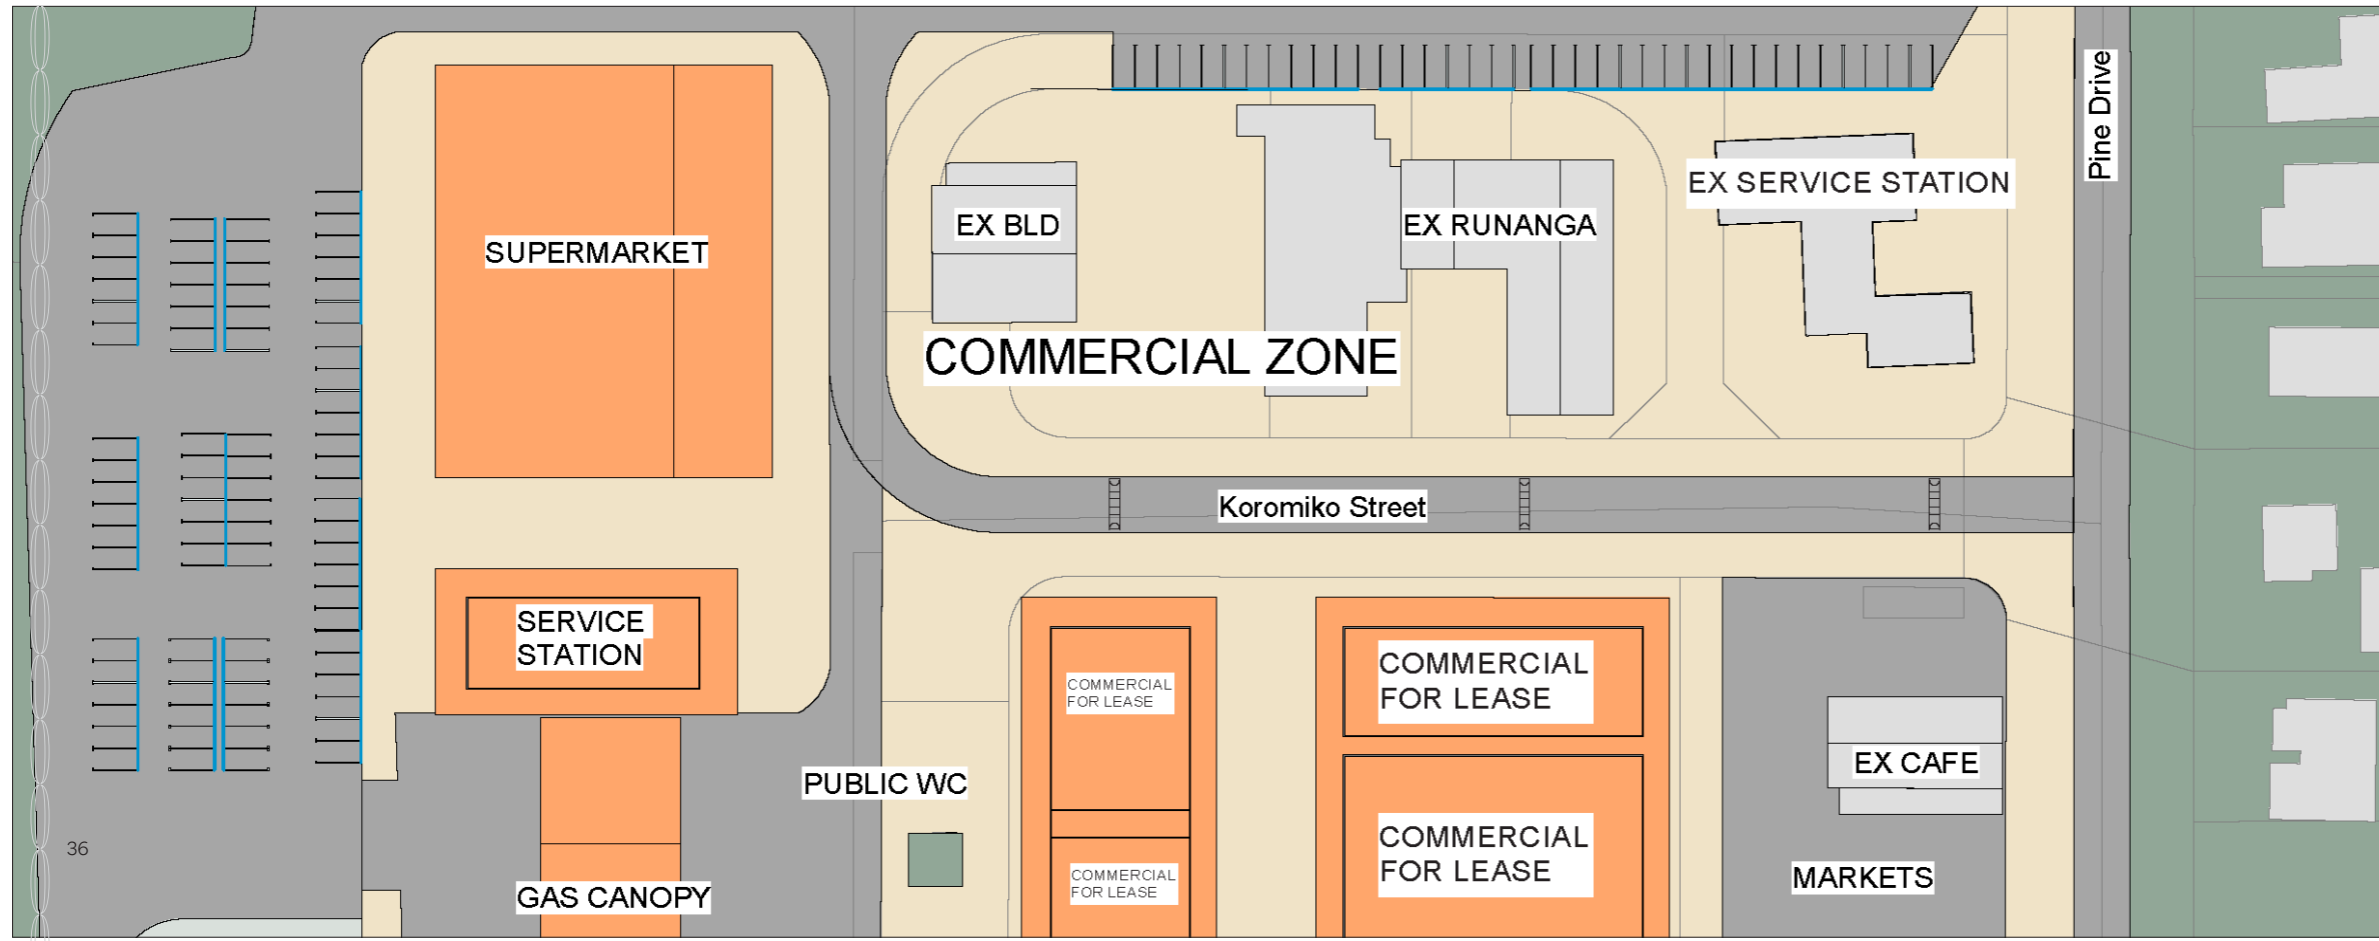 Pine Drive
EX SERVICE STATION
EX BLD
EX RUNANGA
SUPERMARKET
COMMERCIAL ZONE
Koromiko Street
SERVICE
STATION
COMMERCIAL
FOR LEASE
COMMERCIAL
FOR LEASE
EX CAFE
PUBLIC WC
36
COMMERCIAL
FOR LEASE
COMMERCIAL
FOR LEASE
MARKETS
GAS CANOPY